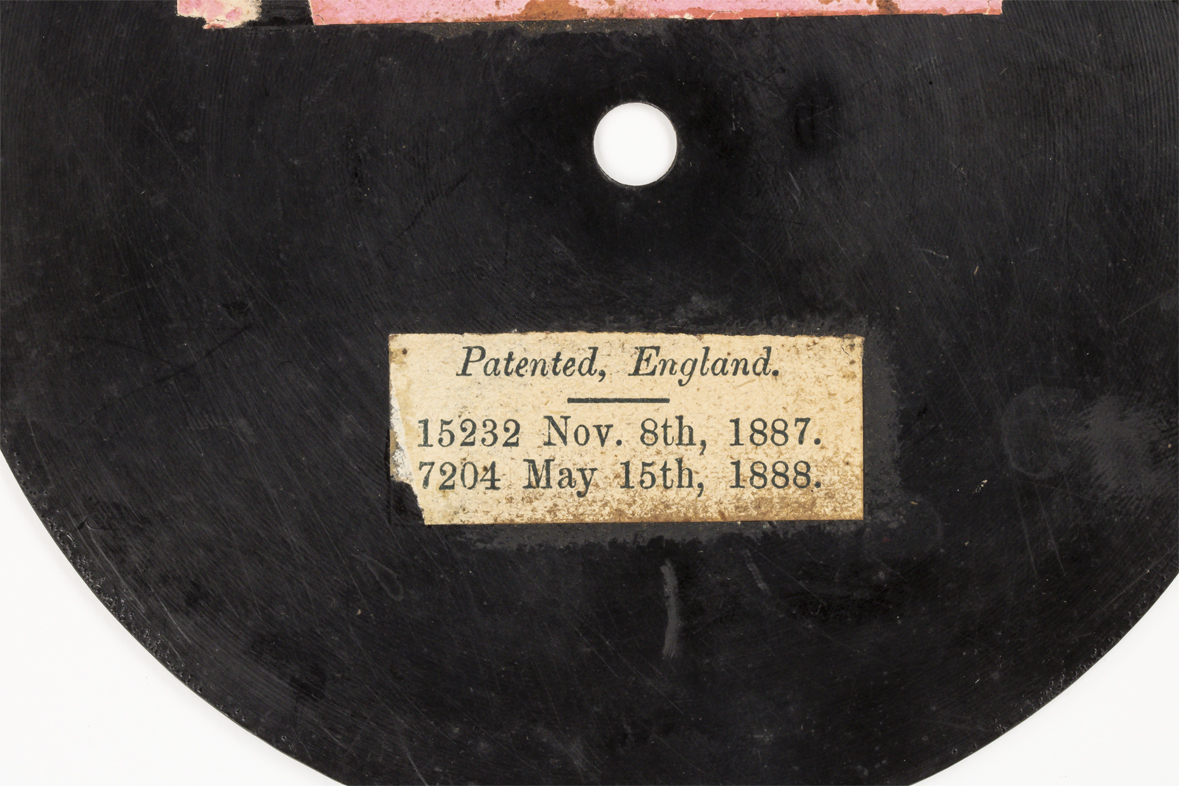 Patented, England.
15232 Nov. 8th, 1887.
7204 May 15th, 1888.